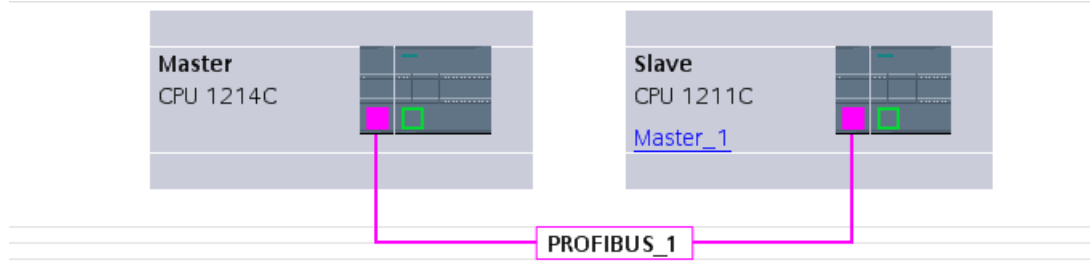 Master
CPU 1214C
Slave
CPU 1211C
Master_1
PROFIBUS_1